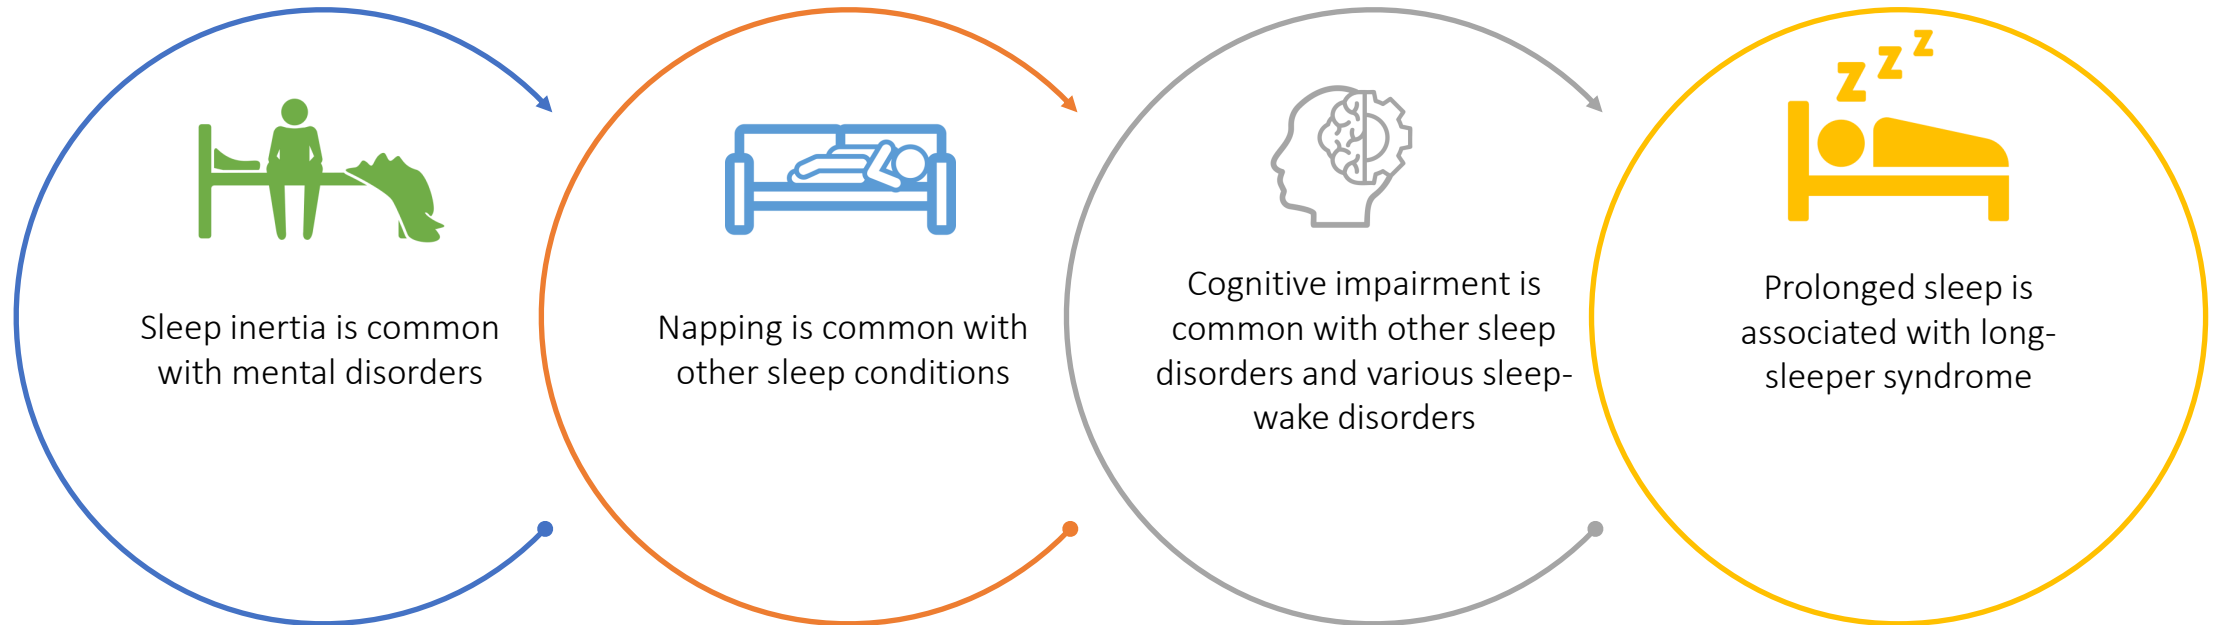 Sleep inertia is common
with mental disorders
Napping is common with
other sleep conditions
Cognitive impairment is
common with other sleep
disorders and various sleep-
wake disorders
z z z
Prolonged sleep is
associated with long-
sleeper syndrome